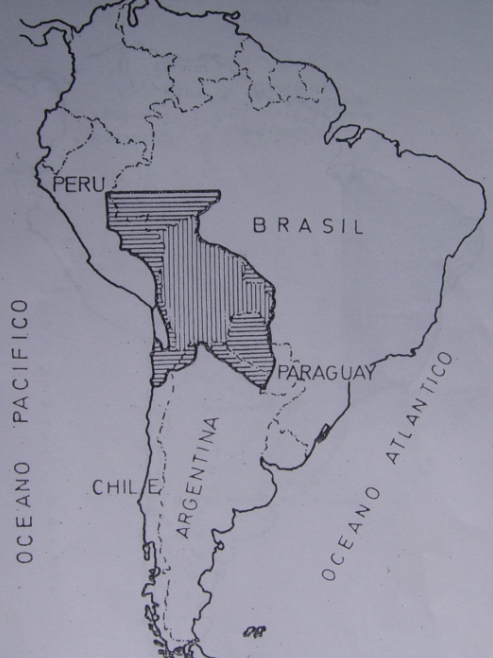 PERU
BRASIL
PARAGUAY
OCEANO PACIFICO
CHILE
ARGENTINA
OCEANO ATLANTICO